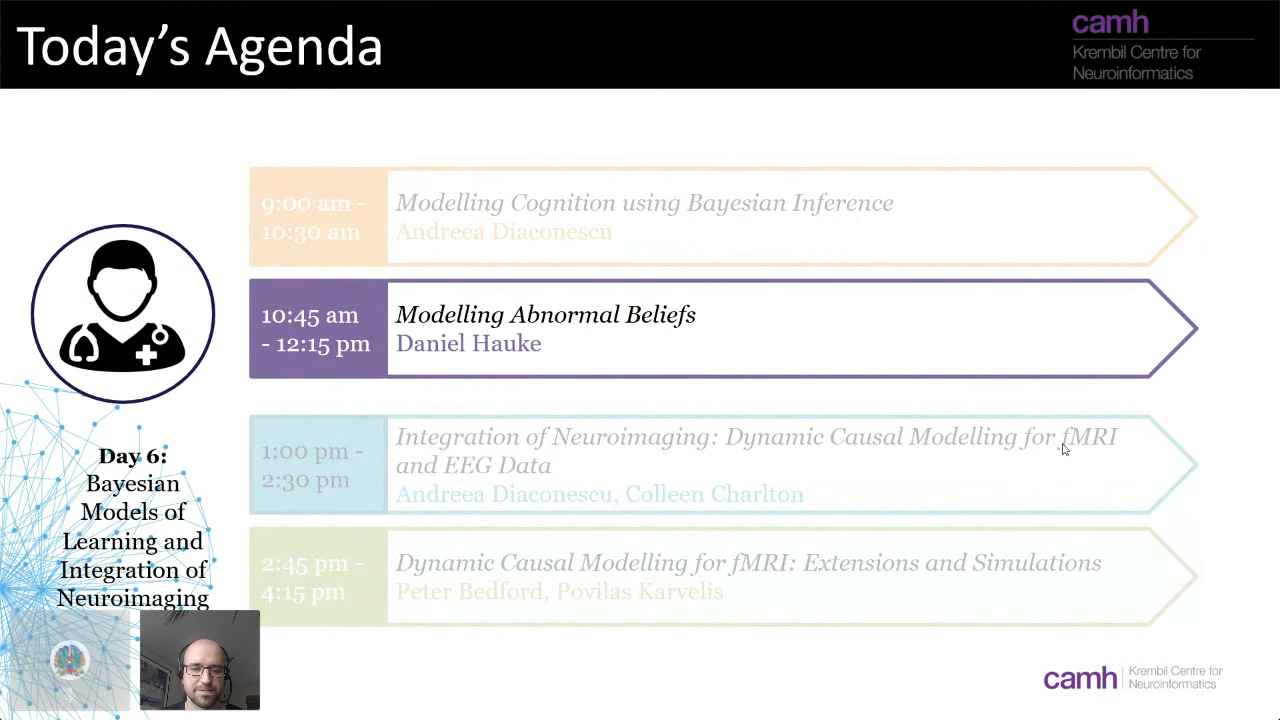 Today's Agenda
camh
Krembil Centre for
Neuroinformatics
9:00 am -
10:30 am
Modelling Cognition using Bayesian Inference
Andreea Diaconescu
10:45 am
- 12:15 pm
Modelling Abnormal Beliefs
Daniel Hauke
1:00 pm -
2:30 pm
Integration of Neuroimaging: Dynamic Causal Modelling for fMRI
and EEG Data
Andreea Diaconescu, Colleen Charlton
2:45 pm -
4:15 pm
Dynamic Causal Modelling for fMRI: Extensions and Simulations
Peter Bedford, Povilas Karvelis
Day 6:
Bayesian
Models of
Learning and
Integration of
Neuroimaging
camh
Krembil Centre for
Neuroinformatics